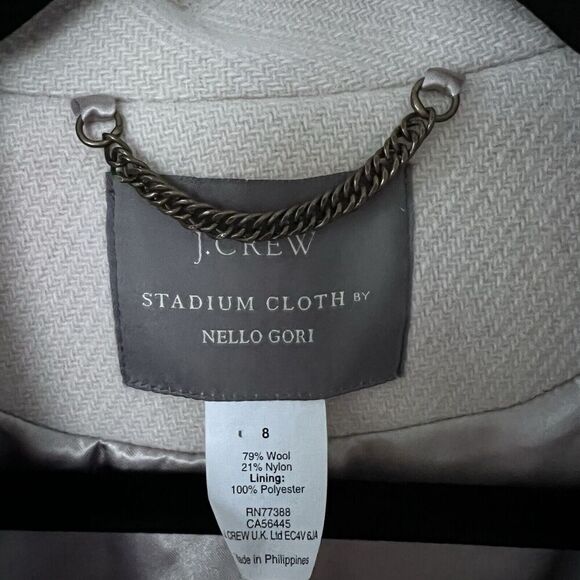 J.CREW
STADIUM CLOTH BY
NELLO GORI
8
79% Wool
21% Nylon
Lining:
100% Polyester
RN77388
CA56445
J.CREW U.K. Ltd EC4V 6JA
Made in Philippines